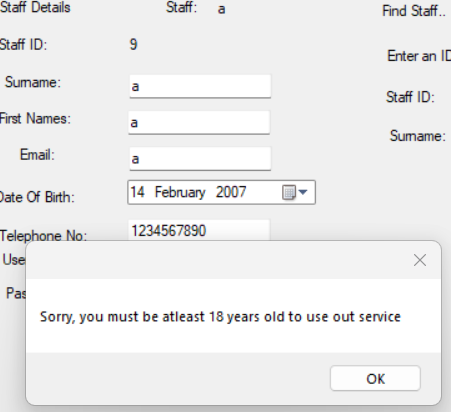 Staff Details Staff: a Find Staff..
Staff ID: 9
Enter an ID
Surname: a
Staff ID:
First Names: a
Surname:
Email: a
Date Of Birth: 14 February 2007
Telephone No: 1234567890
Use
Pas
Sorry, you must be atleast 18 years old to use out service
OK